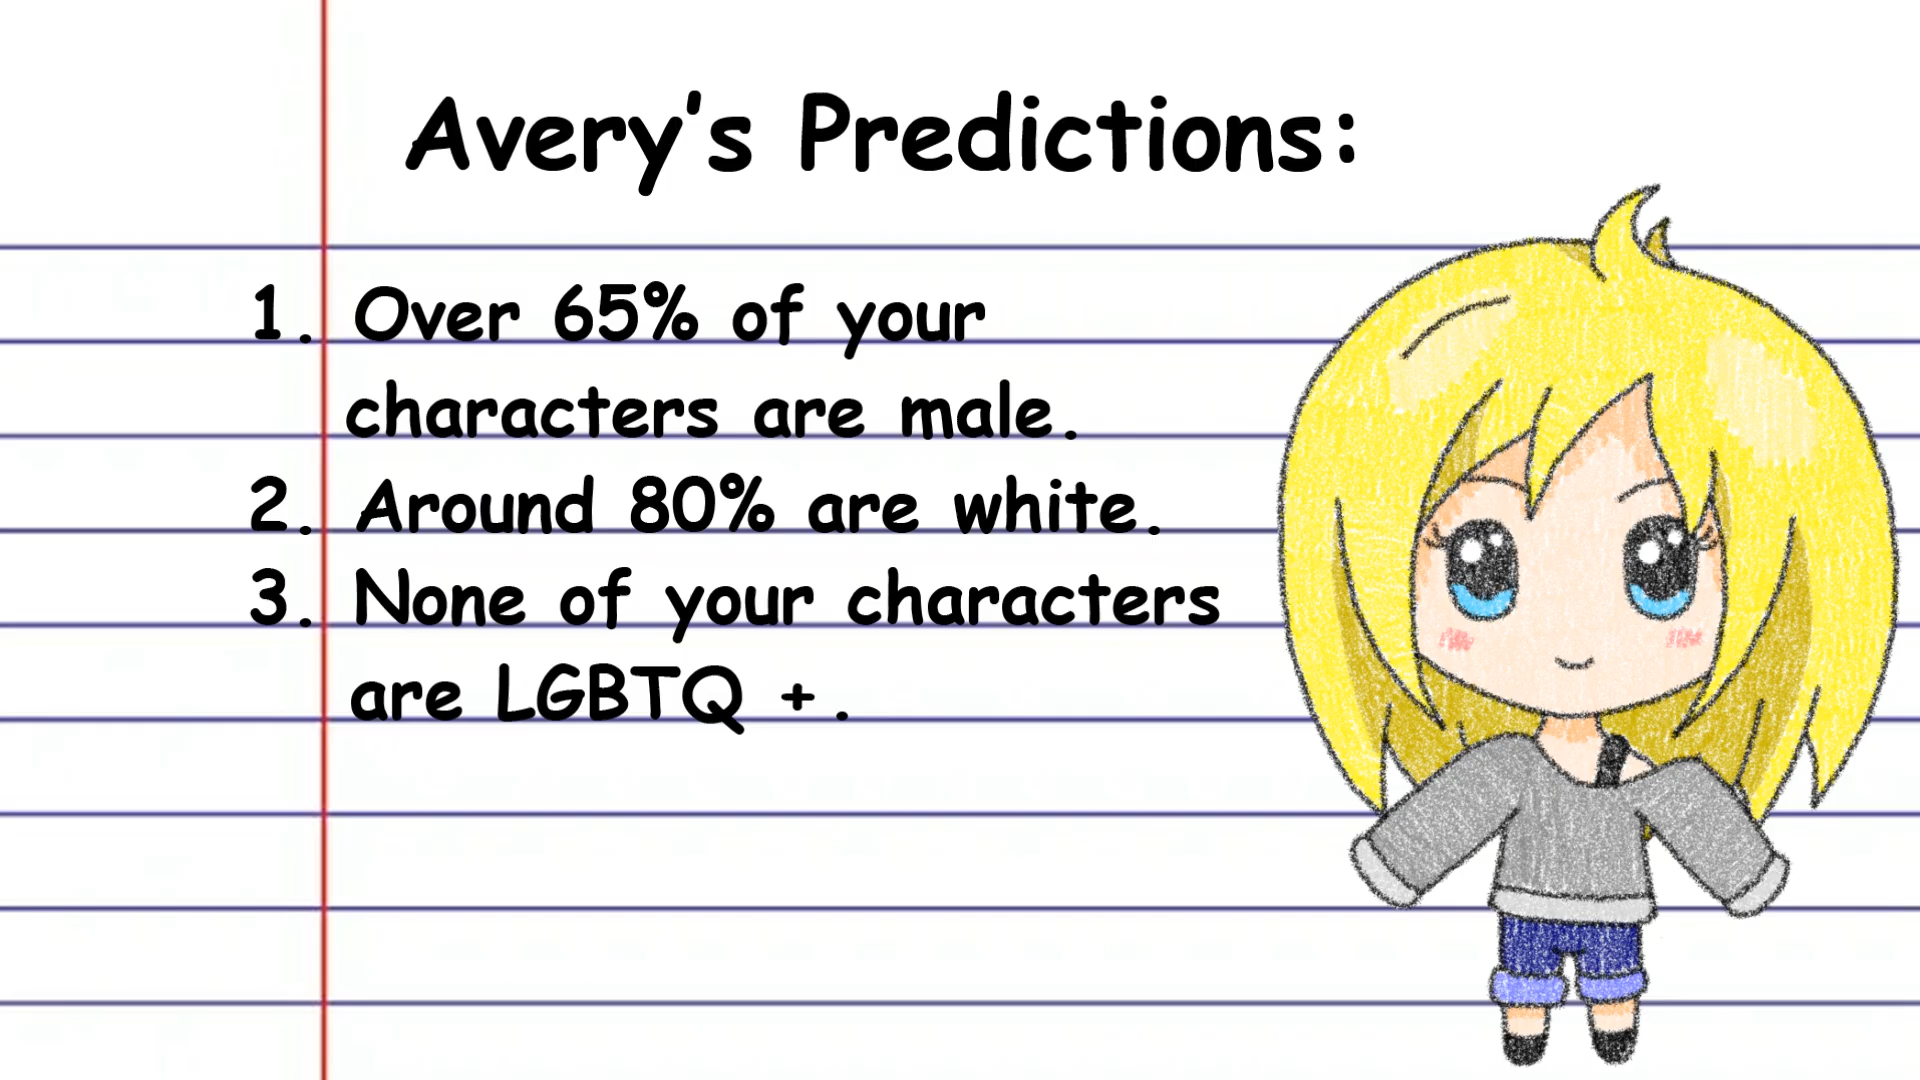 Avery's Predictions:
1. Over 65% of your
characters are male.
2. Around 80% are white.
3. None of your characters
are LGBTQ +.